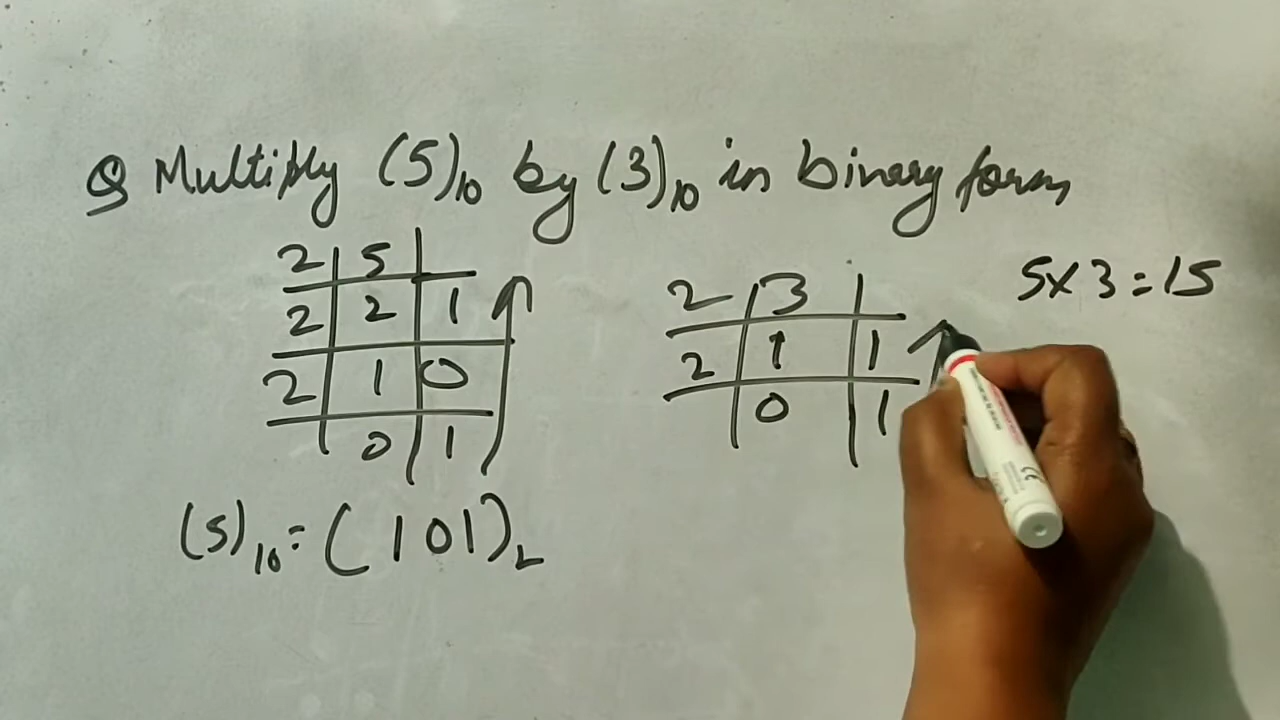 Q Multiply (5)10 by (3)10 in binary form
5x3=15
2 5
2 2 1
2 1 0
0 1
2 3
2 1 1
0 1
(5)10=(101)2